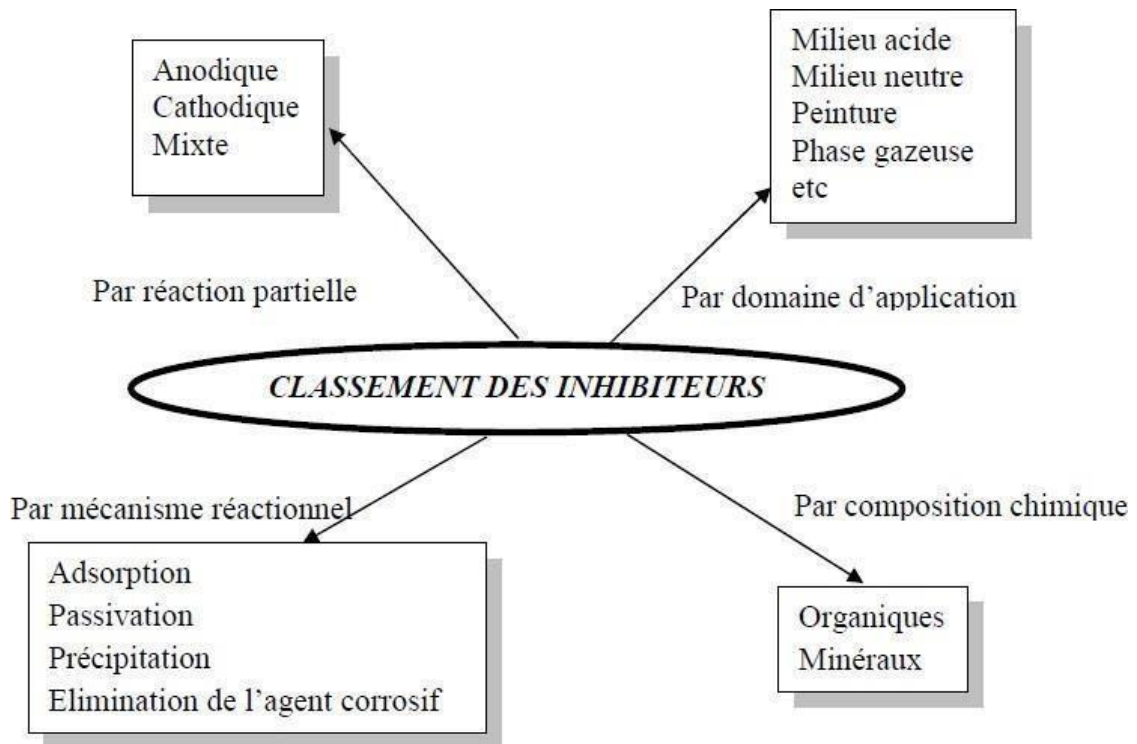 Anodique
Cathodique
Mixte
Milieu acide
Milieu neutre
Peinture
Phase gazeuse
etc
Par réaction partielle
Par domaine d'application
CLASSEMENT DES INHIBITEURS
Par mécanisme réactionnel
Par composition chimique
Adsorption
Passivation
Précipitation
Elimination de l'agent corrosif
Organiques
Minéraux